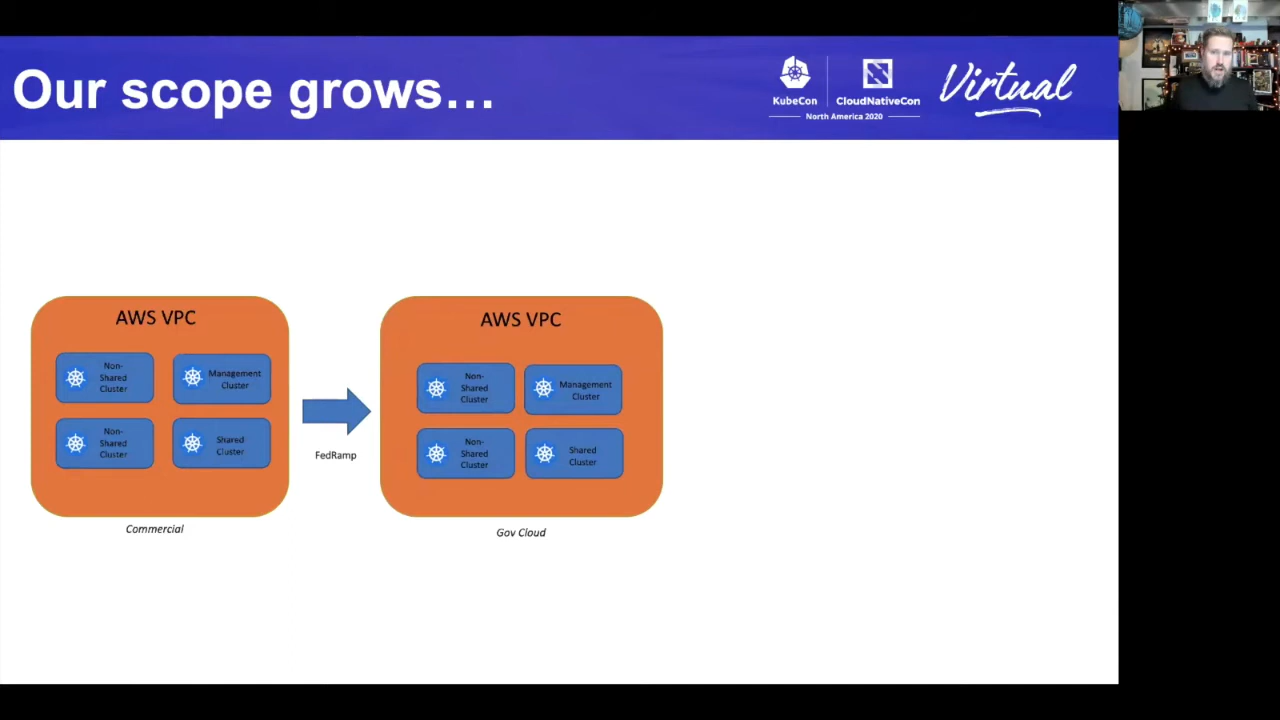 Our scope grows…
KubeCon
CloudNativeCon
North America 2020
Virtual
AWS VPC
Non-
Shared
Cluster
Management
Cluster
Non-
Shared
Cluster
Shared
Cluster
Commercial
FedRamp
AWS VPC
Non-
Shared
Cluster
Management
Cluster
Non-
Shared
Cluster
Shared
Cluster
Gov Cloud